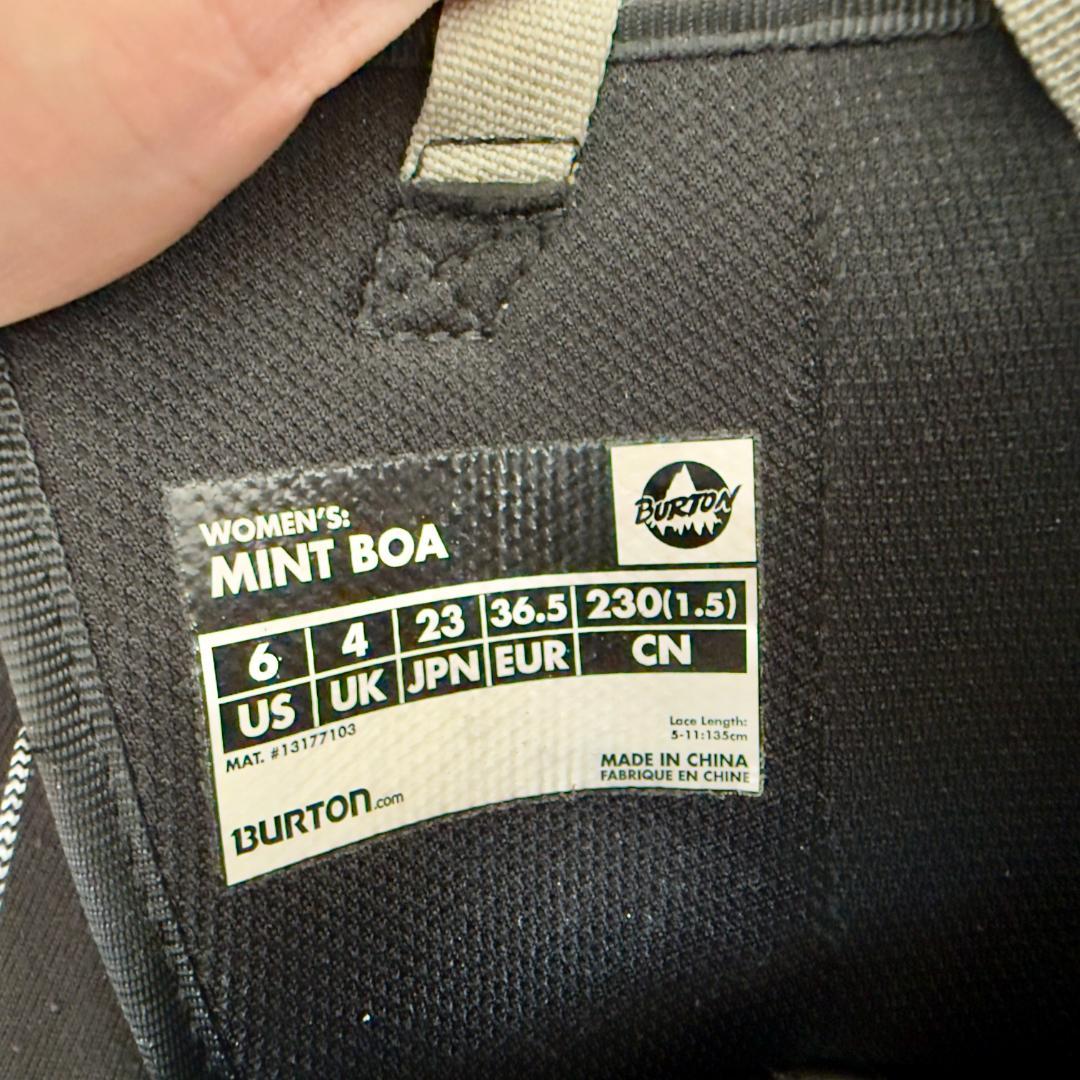 BURTON
WOMEN'S:
MINT BOA
6 4 23 36.5 230(1.5)
US UK JPN EUR CN
MAT. #13177103
Lace Length:
5-11:135cm
MADE IN CHINA
FABRIQUE EN CHINE
BURTON.com